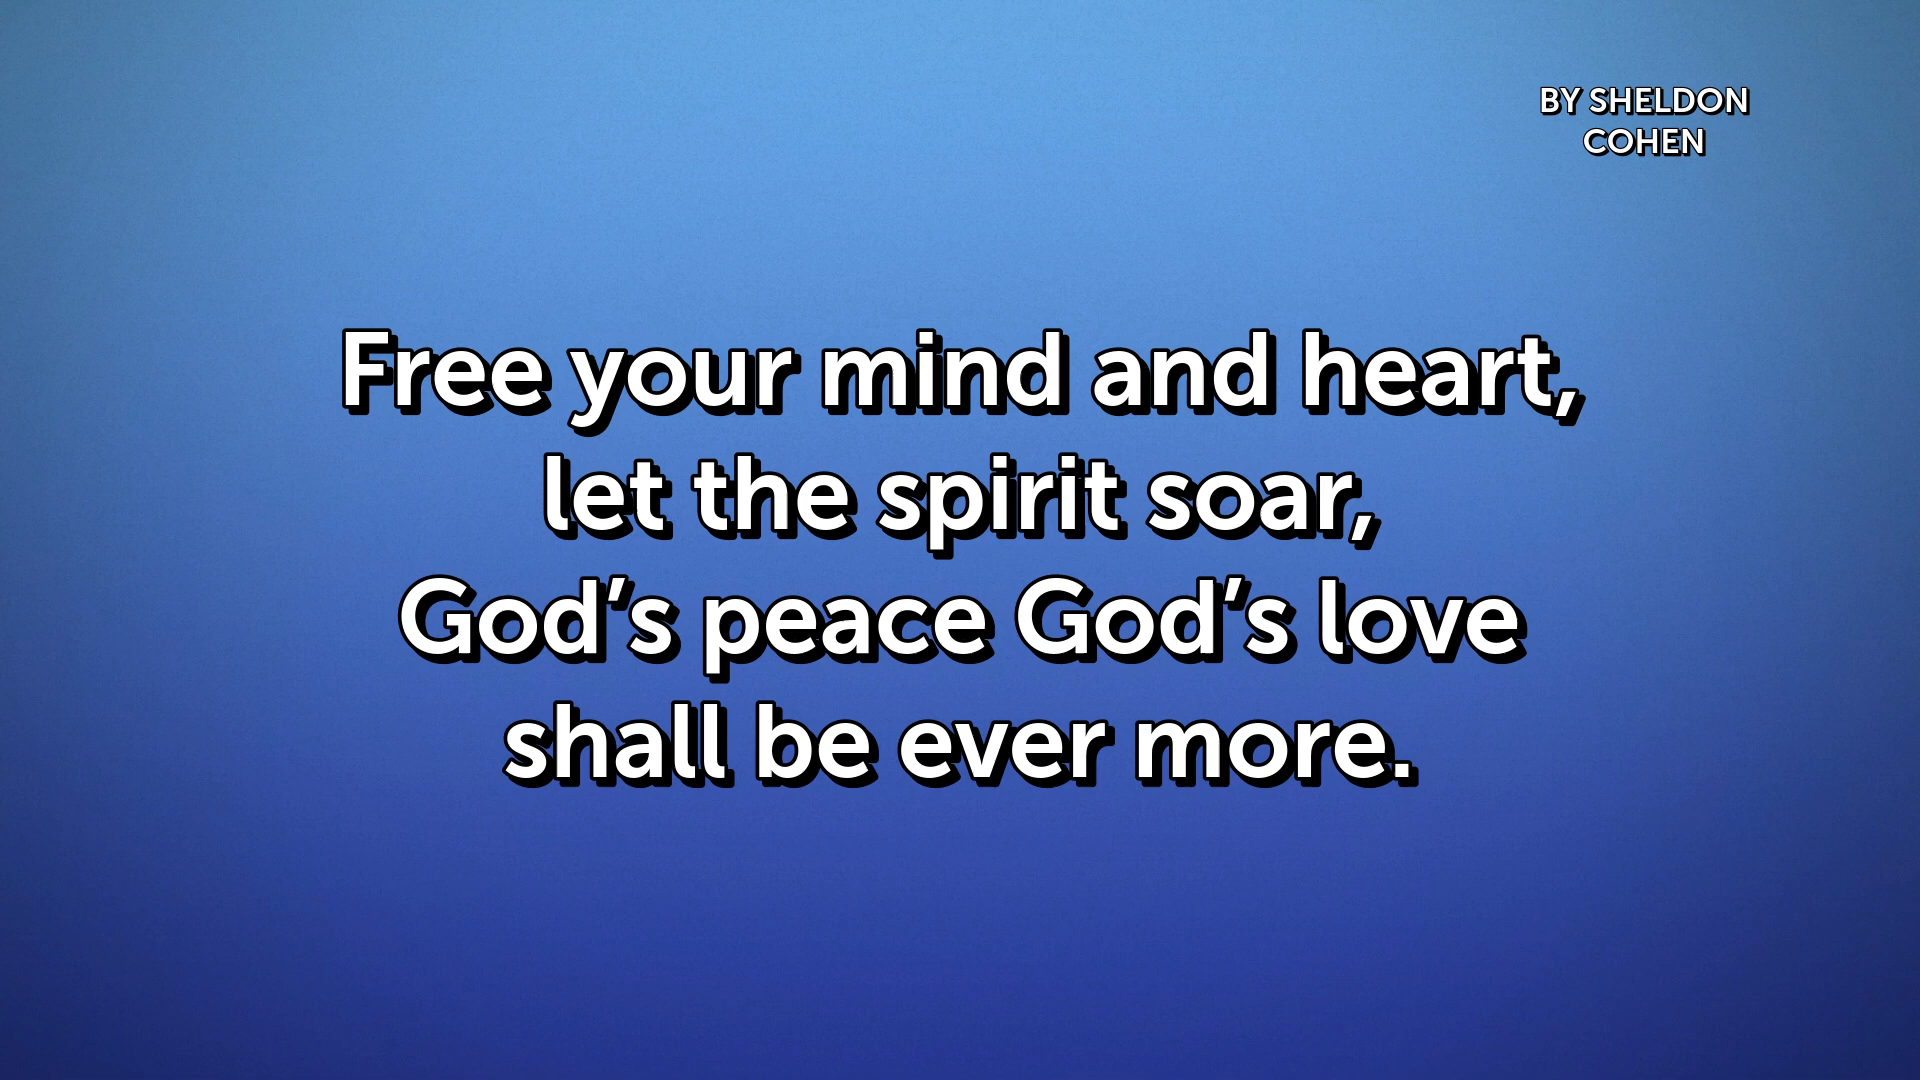 BY SHELDON
COHEN
Free your mind and heart,
let the spirit soar,
God’s peace God’s love
shall be ever more.